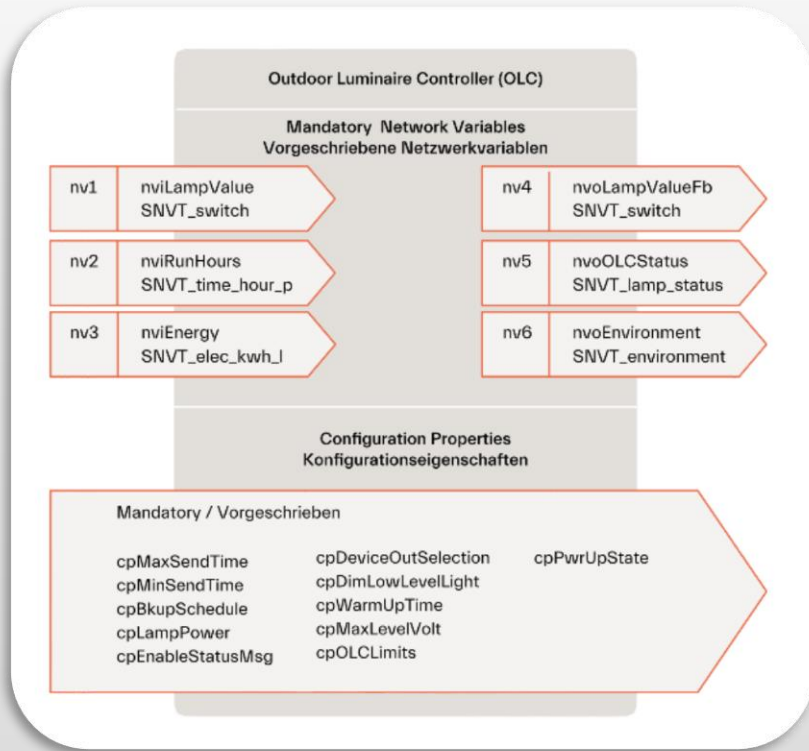 Outdoor Luminaire Controller (OLC)
Mandatory Network Variables
Vorgeschriebene Netzwerkvariablen
nv1 nviLampValue
SNVT_switch
nv2 nviRunHours
SNVT_time_hour_p
nv3 nviEnergy
SNVT_elec_kwh_l
nv4 nvoLampValueFb
SNVT_switch
nv5 nvoOLCStatus
SNVT_lamp_status
nv6 nvoEnvironment
SNVT_environment
Configuration Properties
Konfigurationseigenschaften
Mandatory / Vorgeschrieben
cpMaxSendTime
cpMinSendTime
cpBkupSchedule
cpLampPower
cpEnableStatusMsg
cpDeviceOutSelection
cpDimLowLevelLight
cpWarmUpTime
cpMaxLevelVolt
cpOLCLimits
cpPwrUpState